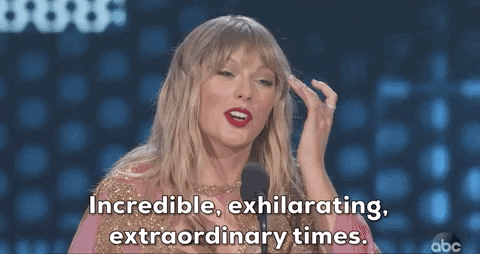 Incredible, exhilarating,
extraordinary times.
abc